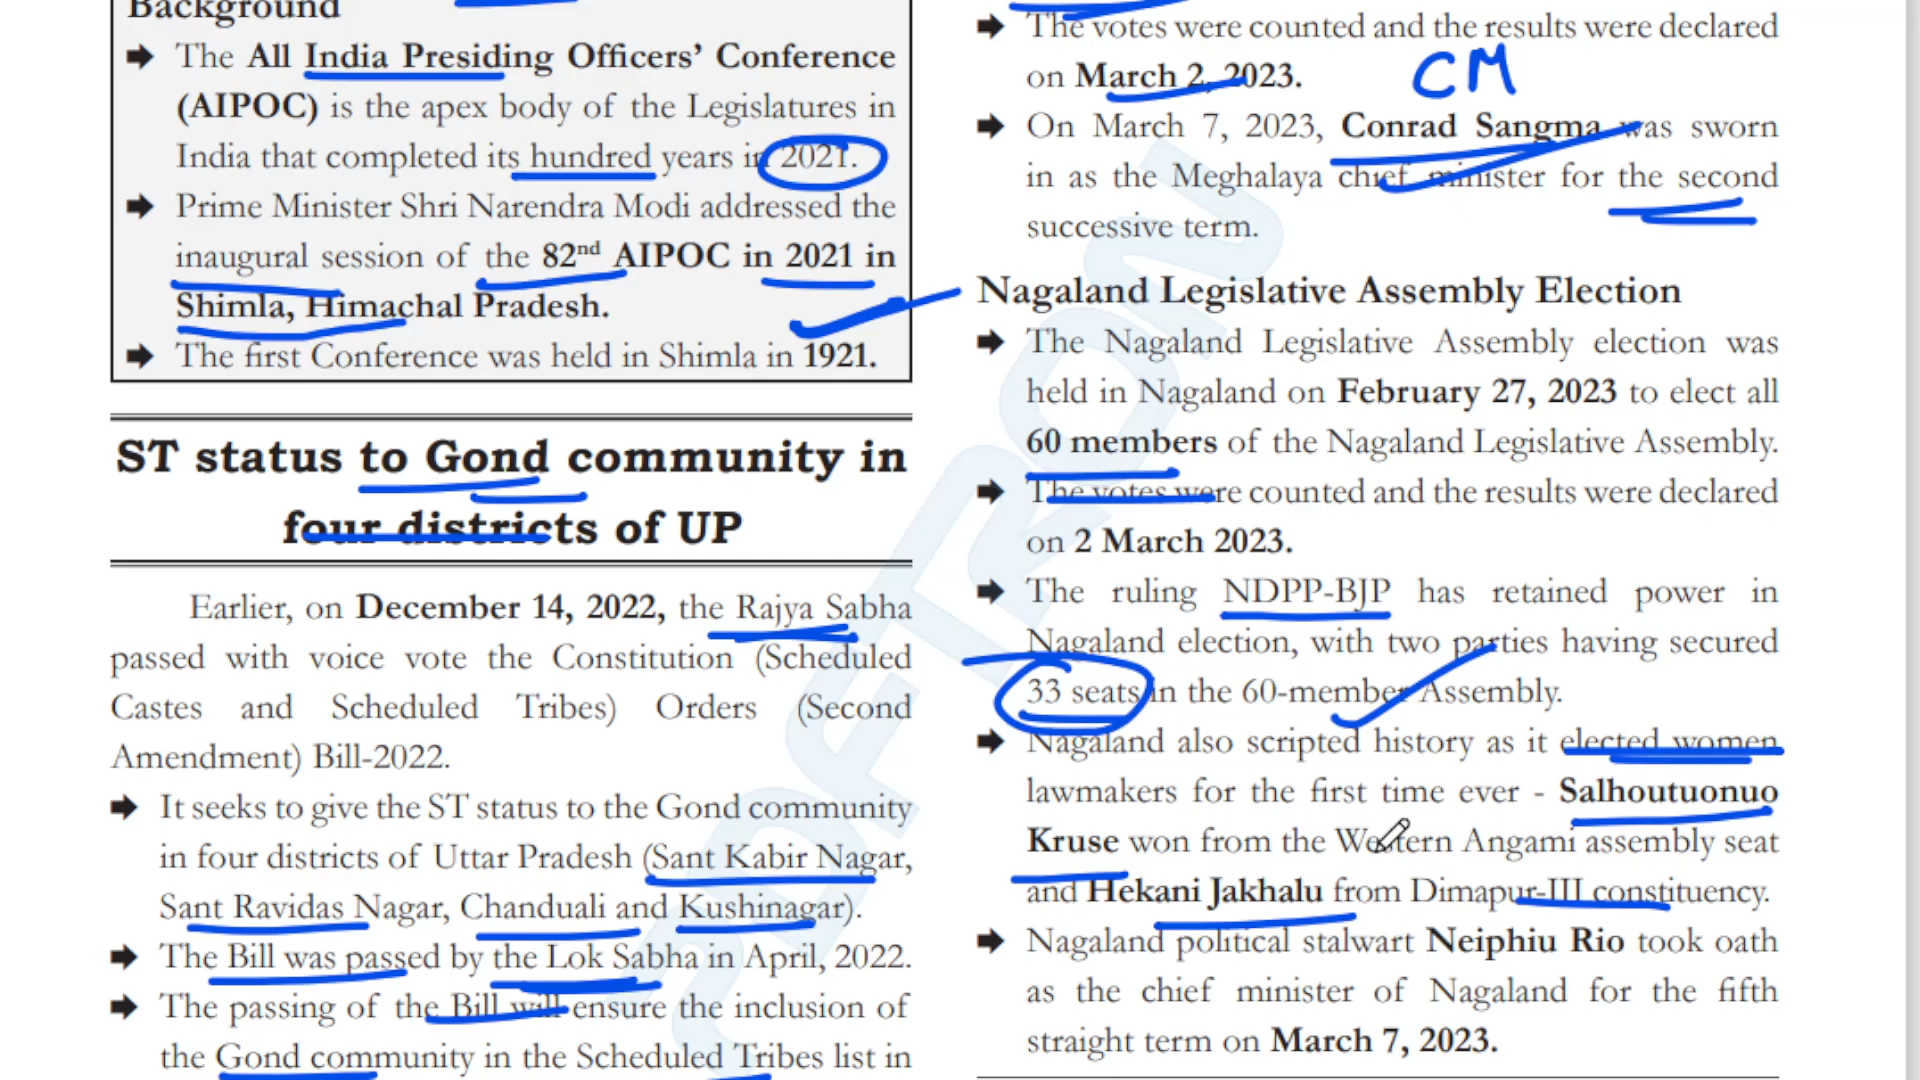 Background
➡ The All India Presiding Officers’ Conference
(AIPOC) is the apex body of the Legislatures in
India that completed its hundred years in 2021.
➡ Prime Minister Shri Narendra Modi addressed the
inaugural session of the 82nd AIPOC in 2021 in
Shimla, Himachal Pradesh.
➡ The first Conference was held in Shimla in 1921.
ST status to Gond community in
four districts of UP
Earlier, on December 14, 2022, the Rajya Sabha
passed with voice vote the Constitution (Scheduled
Castes and Scheduled Tribes) Orders (Second
Amendment) Bill-2022.
➡ It seeks to give the ST status to the Gond community
in four districts of Uttar Pradesh (Sant Kabir Nagar,
Sant Ravidas Nagar, Chanduali and Kushinagar).
➡ The Bill was passed by the Lok Sabha in April, 2022.
➡ The passing of the Bill will ensure the inclusion of
the Gond community in the Scheduled Tribes list in
➡ The votes were counted and the results were declared
on March 2, 2023.
CM
➡ On March 7, 2023, Conrad Sangma was sworn
in as the Meghalaya chief minister for the second
successive term.
Nagaland Legislative Assembly Election
➡ The Nagaland Legislative Assembly election was
held in Nagaland on February 27, 2023 to elect all
60 members of the Nagaland Legislative Assembly.
➡ The votes were counted and the results were declared
on 2 March 2023.
➡ The ruling NDPP-BJP has retained power in
Nagaland election, with two parties having secured
33 seats in the 60-member Assembly.
➡ Nagaland also scripted history as it elected women
lawmakers for the first time ever - Salhoutuonuo
Kruse won from the Western Angami assembly seat
and Hekani Jakhalu from Dimapur-III constituency.
➡ Nagaland political stalwart Neiphiu Rio took oath
as the chief minister of Nagaland for the fifth
straight term on March 7, 2023.
PDFTRON